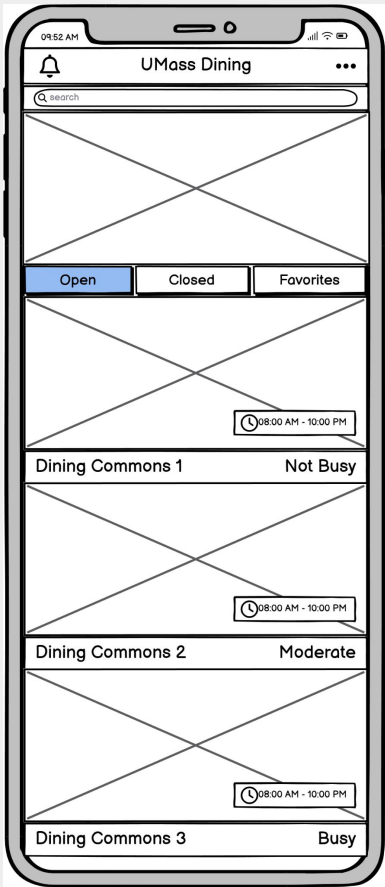 09:52 AM
UMass Dining
search
Open Closed Favorites
08:00 AM - 10:00 PM
Dining Commons 1 Not Busy
08:00 AM - 10:00 PM
Dining Commons 2 Moderate
08:00 AM - 10:00 PM
Dining Commons 3 Busy